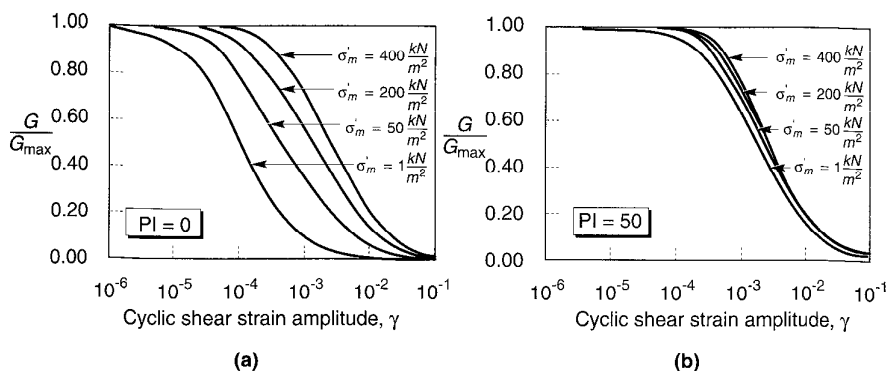 1.00
0.80
0.60
0.40
0.20
0.00
G
Gmax
σ'm = 400 kN/m²
σ'm = 200 kN/m²
σ'm = 50 kN/m²
σ'm = 1 kN/m²
PI = 0
10⁻⁶ 10⁻⁵ 10⁻⁴ 10⁻³ 10⁻² 10⁻¹
Cyclic shear strain amplitude, γ
(a)
1.00
0.80
0.60
0.40
0.20
0.00
G
Gmax
σ'm = 400 kN/m²
σ'm = 200 kN/m²
σ'm = 50 kN/m²
σ'm = 1 kN/m²
PI = 50
10⁻⁶ 10⁻⁵ 10⁻⁴ 10⁻³ 10⁻² 10⁻¹
Cyclic shear strain amplitude, γ
(b)